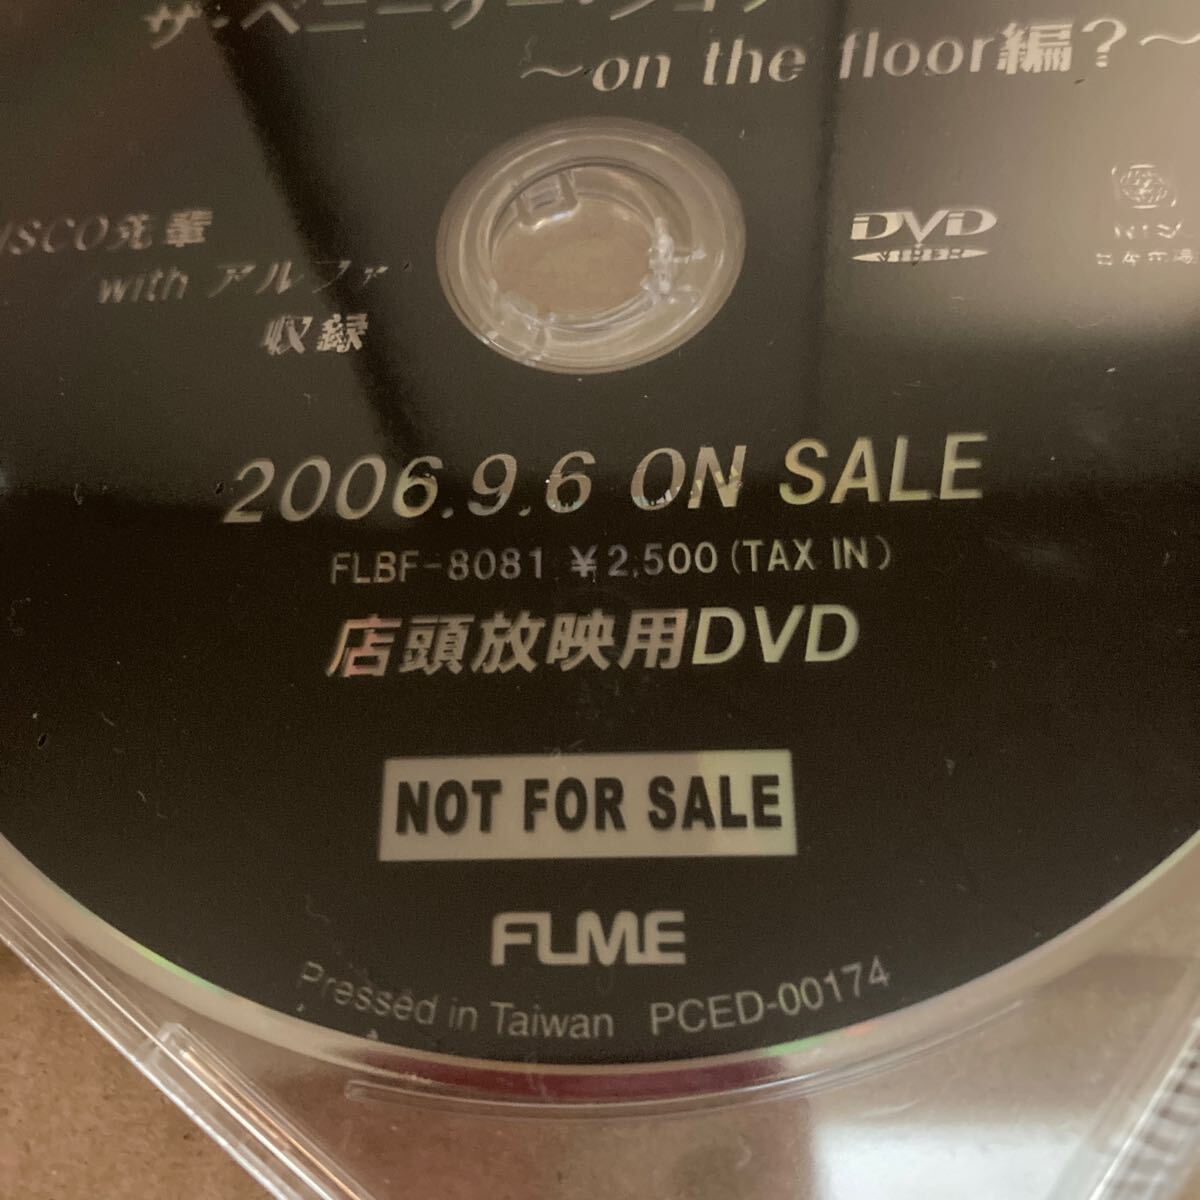 ~on the floor編?~
ISCO先輩
with アルファ
収録
DVD
VIDEO
2006.9.6 ON SALE
FLBF-8081 ¥2,500(TAX IN)
店頭放映用DVD
NOT FOR SALE
FLME
Pressed in Taiwan PCED-00174